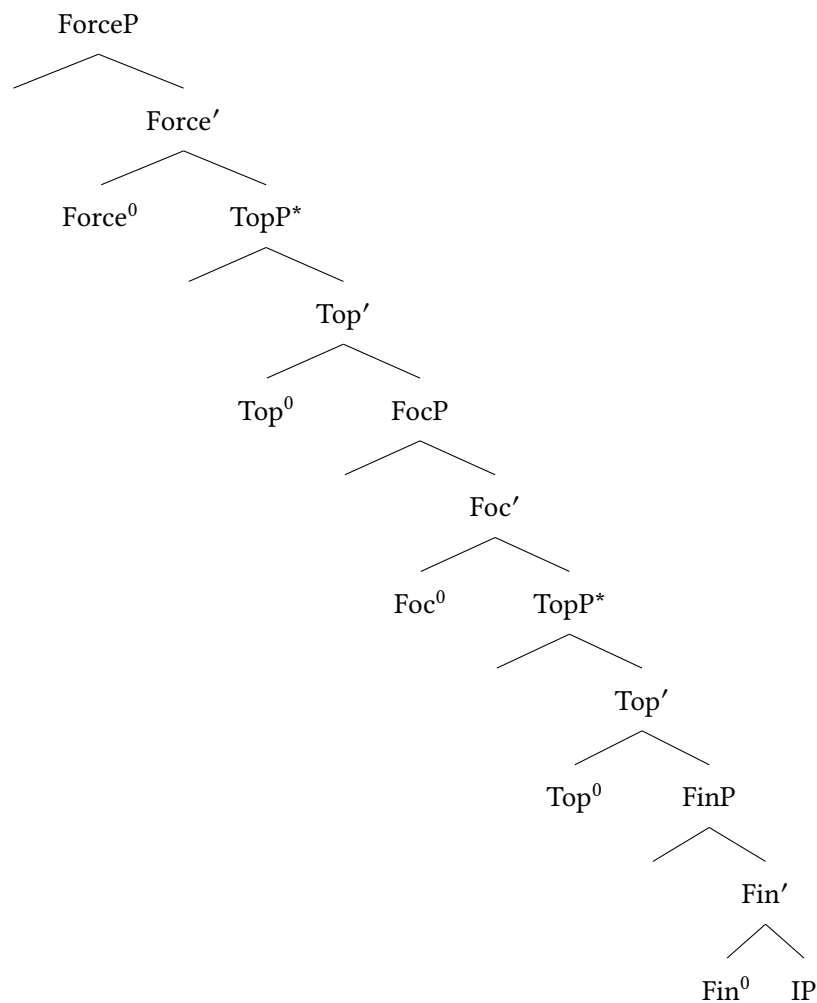 ForceP
Force′
Force⁰ TopP*
Top′
Top⁰ FocP
Foc′
Foc⁰ TopP*
Top′
Top⁰ FinP
Fin′
Fin⁰ IP